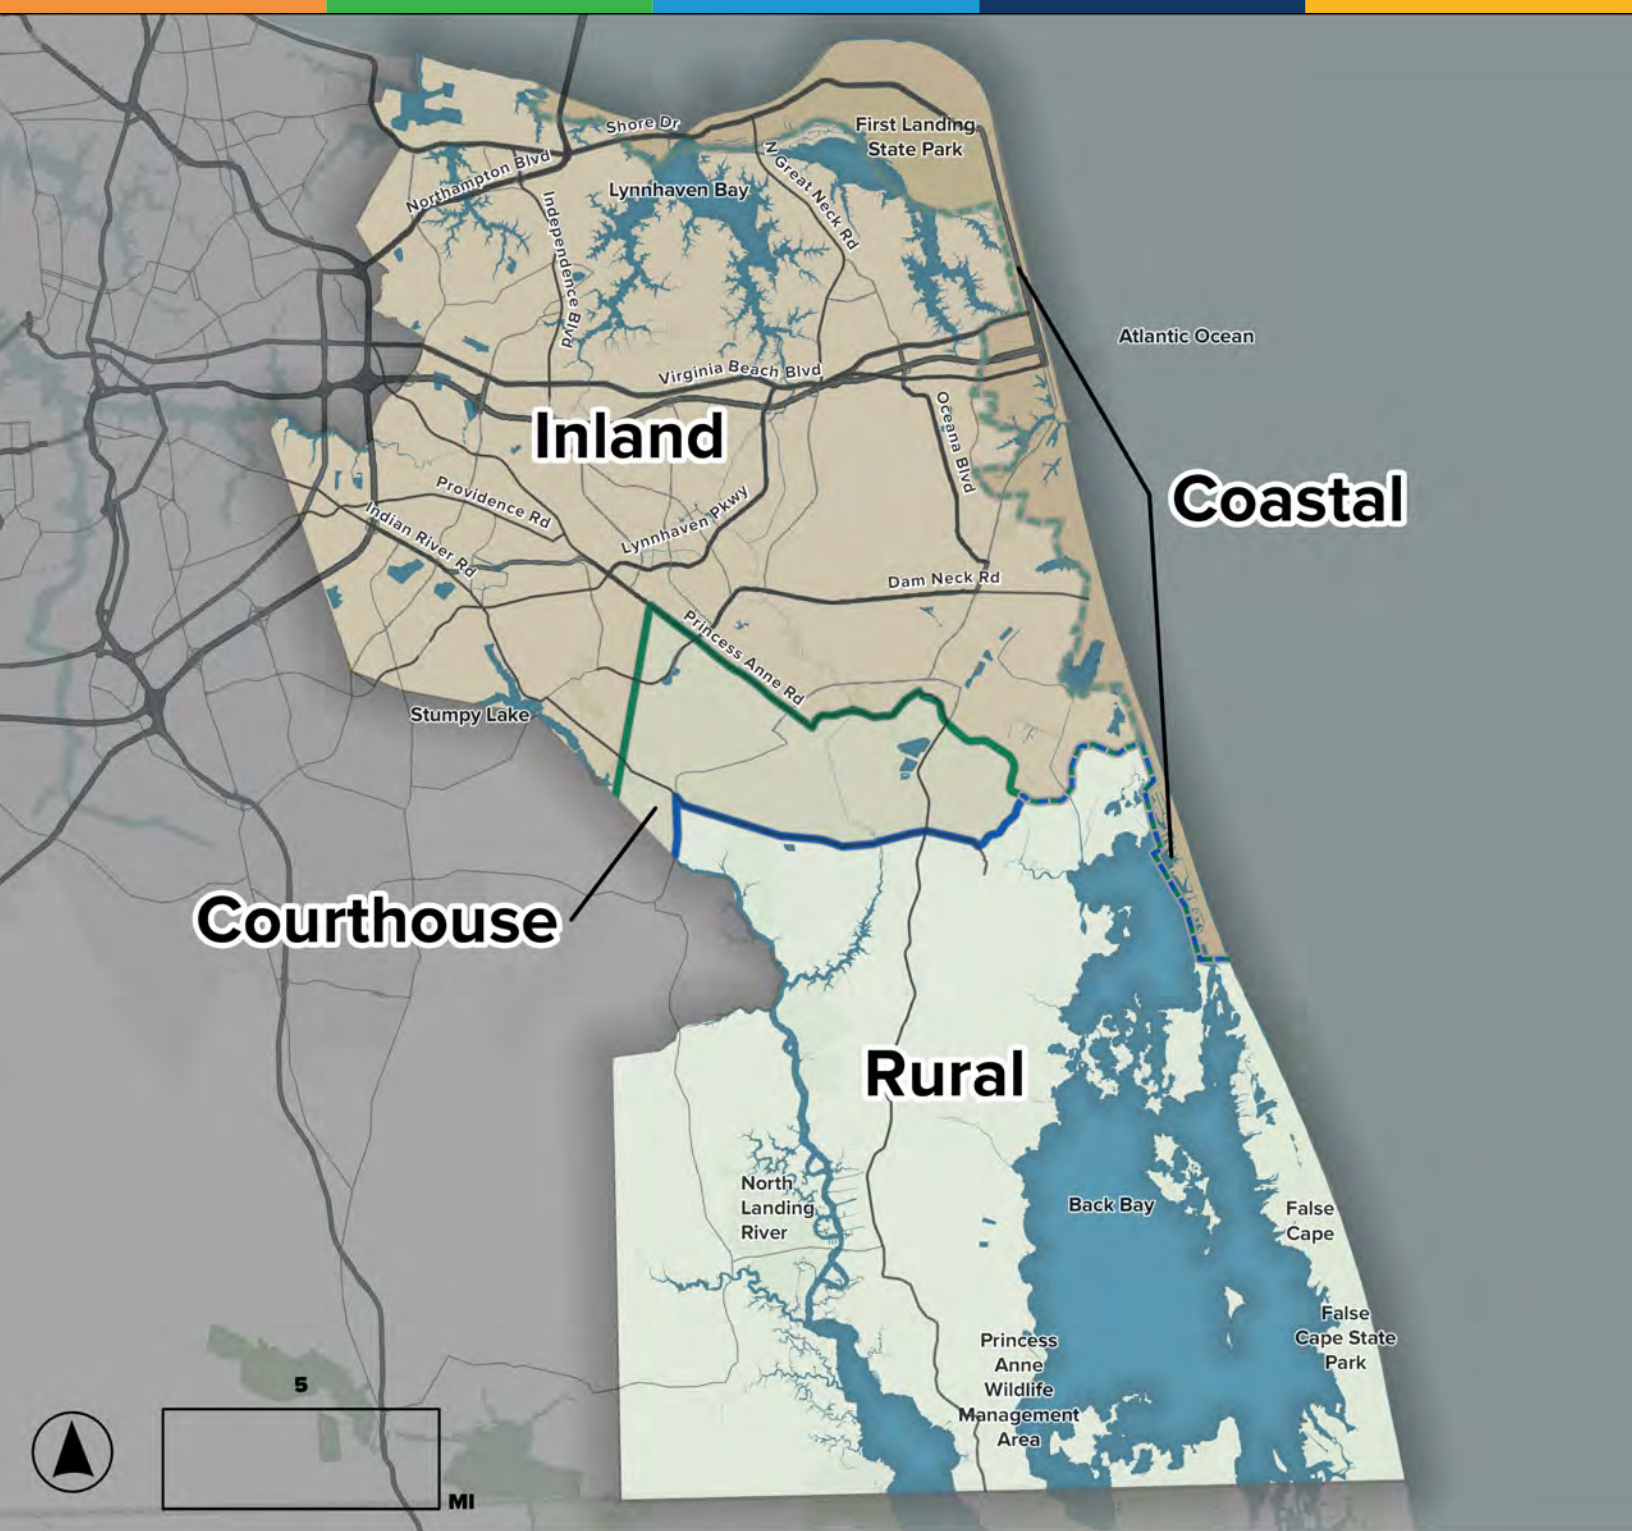 Shore Dr
First Landing
State Park
Northampton Blvd
N Great Neck Rd
Lynnhaven Bay
Independence Blvd
Atlantic Ocean
Virginia Beach Blvd
Inland
Oceana Blvd
Coastal
Providence Rd
Lynnhaven Pkwy
Indian River Rd
Dam Neck Rd
Princess Anne Rd
Stumpy Lake
Courthouse
Rural
North
Landing
River
Back Bay
False
Cape
False
Cape State
Park
Princess
Anne
Wildlife
Management
Area
5
MI